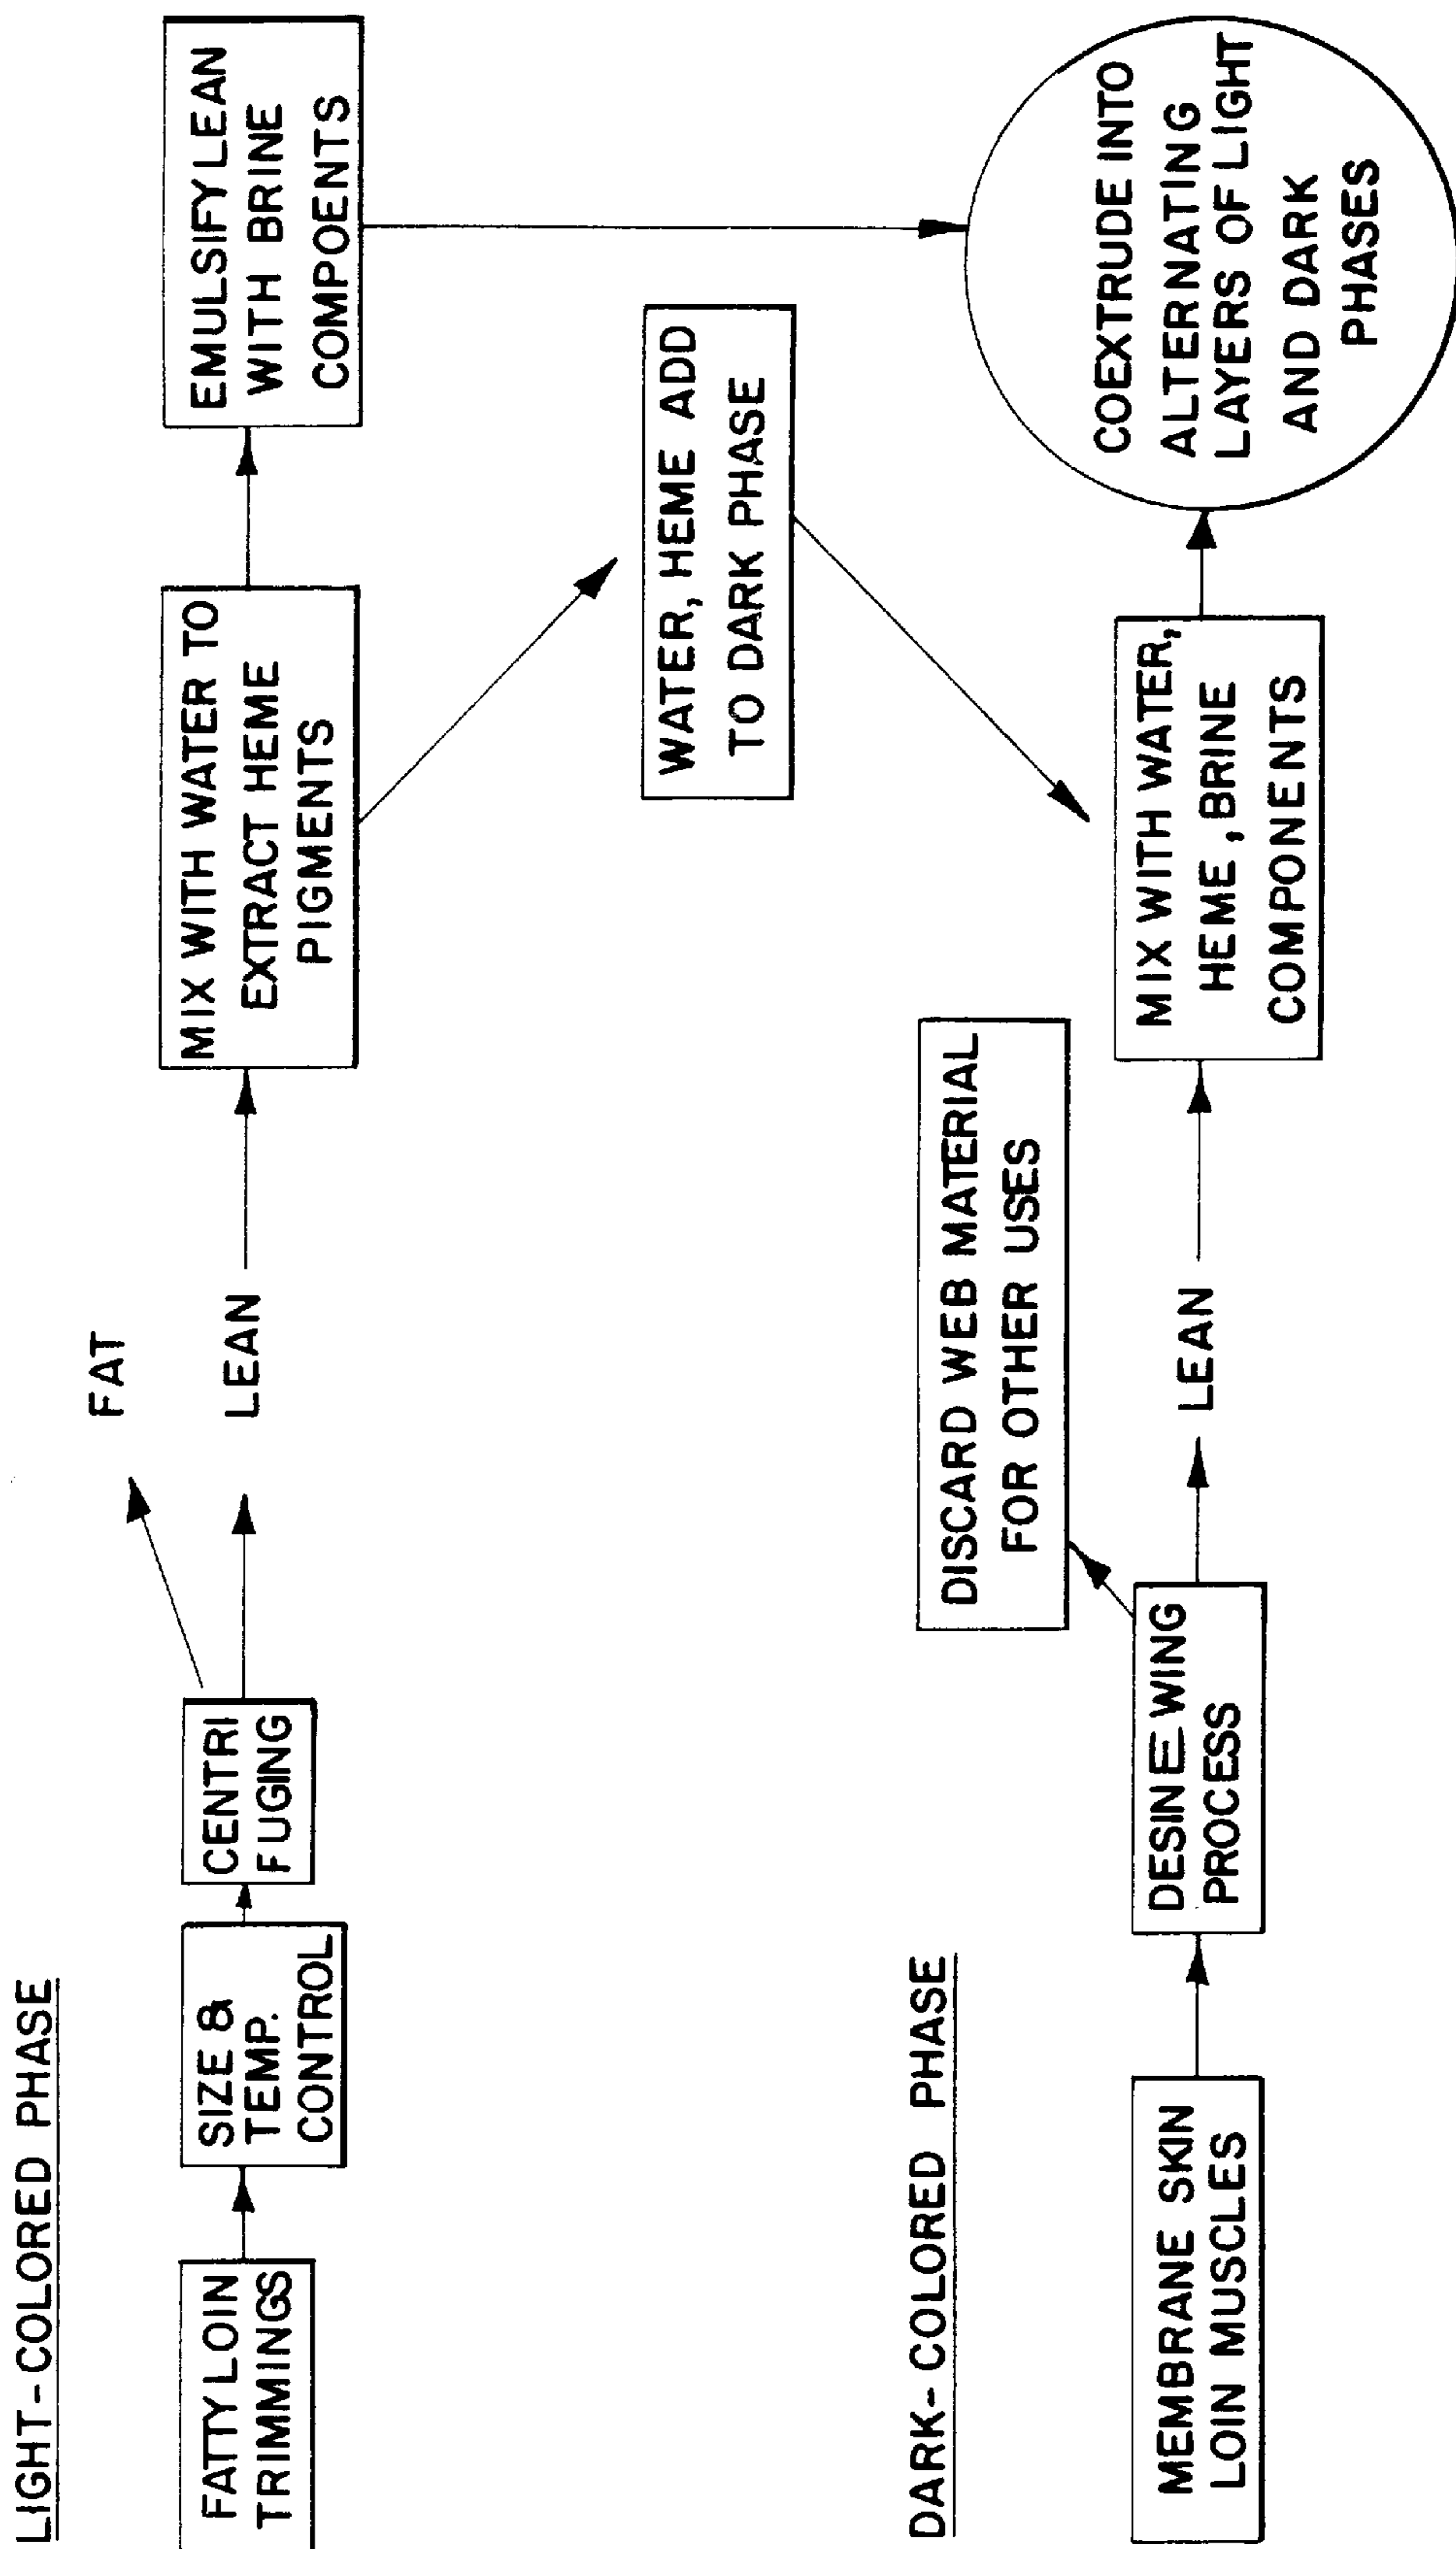 LIGHT-COLORED PHASE
FATTY LOIN
TRIMMINGS
SIZE &
TEMP.
CONTROL
CENTRI
FUGING
FAT
LEAN
MIX WITH WATER TO
EXTRACT HEME
PIGMENTS
EMULSIFY LEAN
WITH BRINE
COMPOENTS
WATER, HEME ADD
TO DARK PHASE
DARK-COLORED PHASE
MEMBRANE SKIN
LOIN MUSCLES
DESINEWING
PROCESS
DISCARD WEB MATERIAL
FOR OTHER USES
LEAN
MIX WITH WATER,
HEME, BRINE
COMPONENTS
COEXTRUDE INTO
ALTERNATING
LAYERS OF LIGHT
AND DARK
PHASES